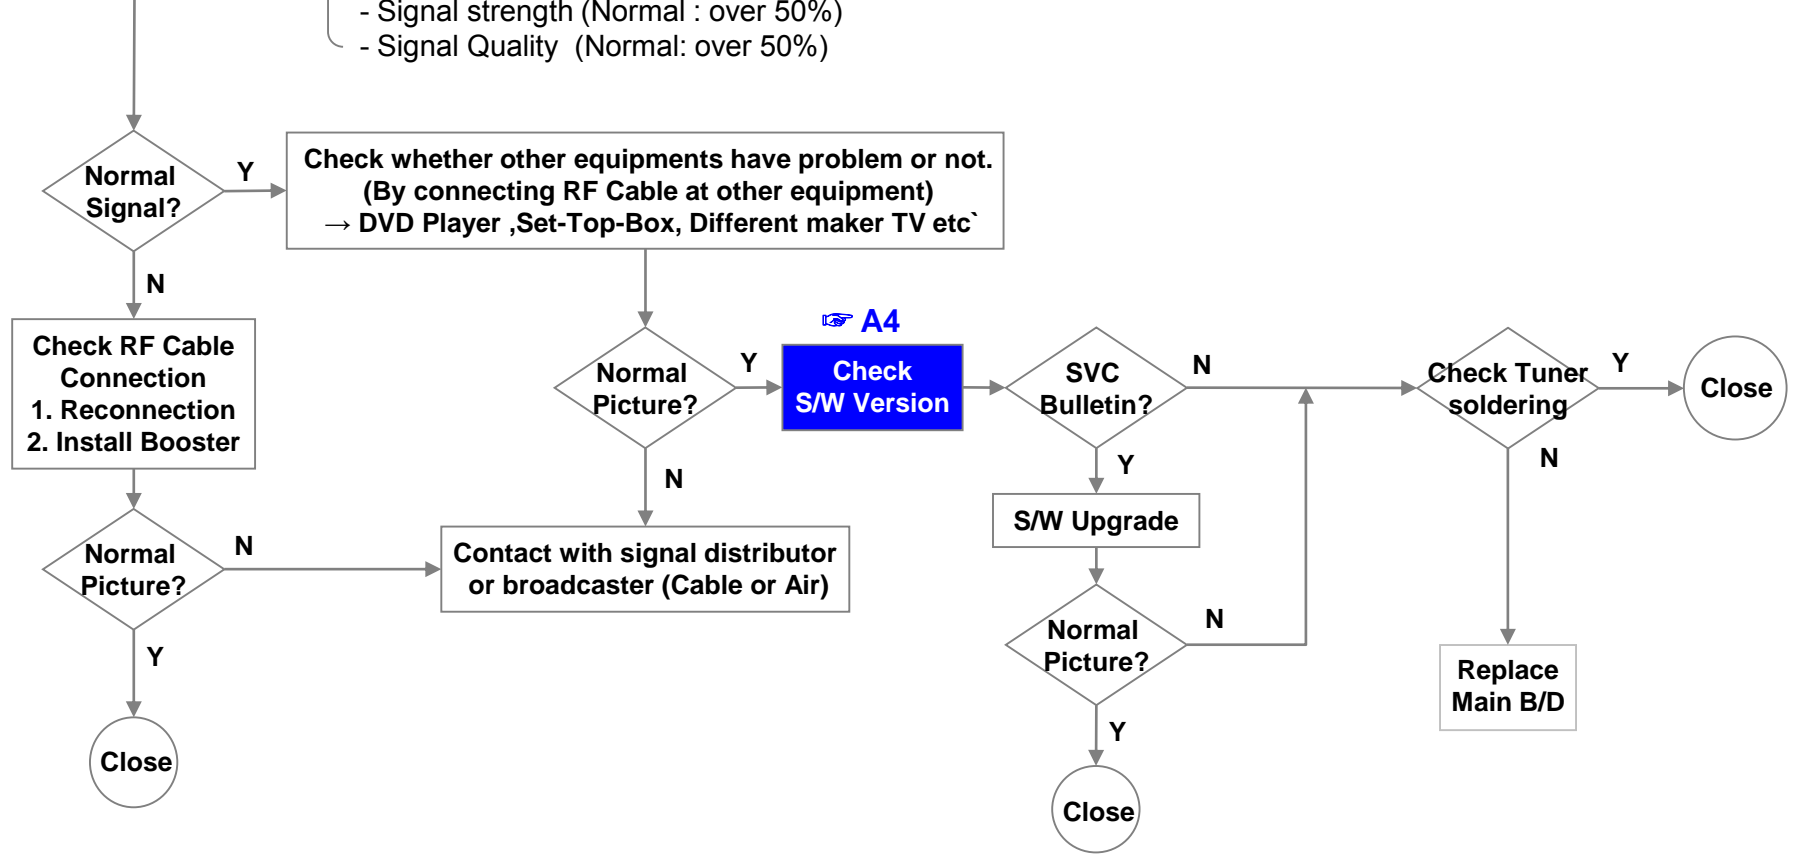 - Signal strength (Normal : over 50%)
- Signal Quality (Normal: over 50%)
Normal
Signal?
Y
Check whether other equipments have problem or not.
(By connecting RF Cable at other equipment)
→ DVD Player ,Set-Top-Box, Different maker TV etc`
N
Check RF Cable
Connection
1. Reconnection
2. Install Booster
Normal
Picture?
Y
☞ A4
Check
S/W Version
SVC
Bulletin?
N
Check Tuner
soldering
Y
Close
N
Y
N
S/W Upgrade
Normal
Picture?
N
Contact with signal distributor
or broadcaster (Cable or Air)
Normal
Picture?
N
Replace
Main B/D
Y
Close
Y
Close